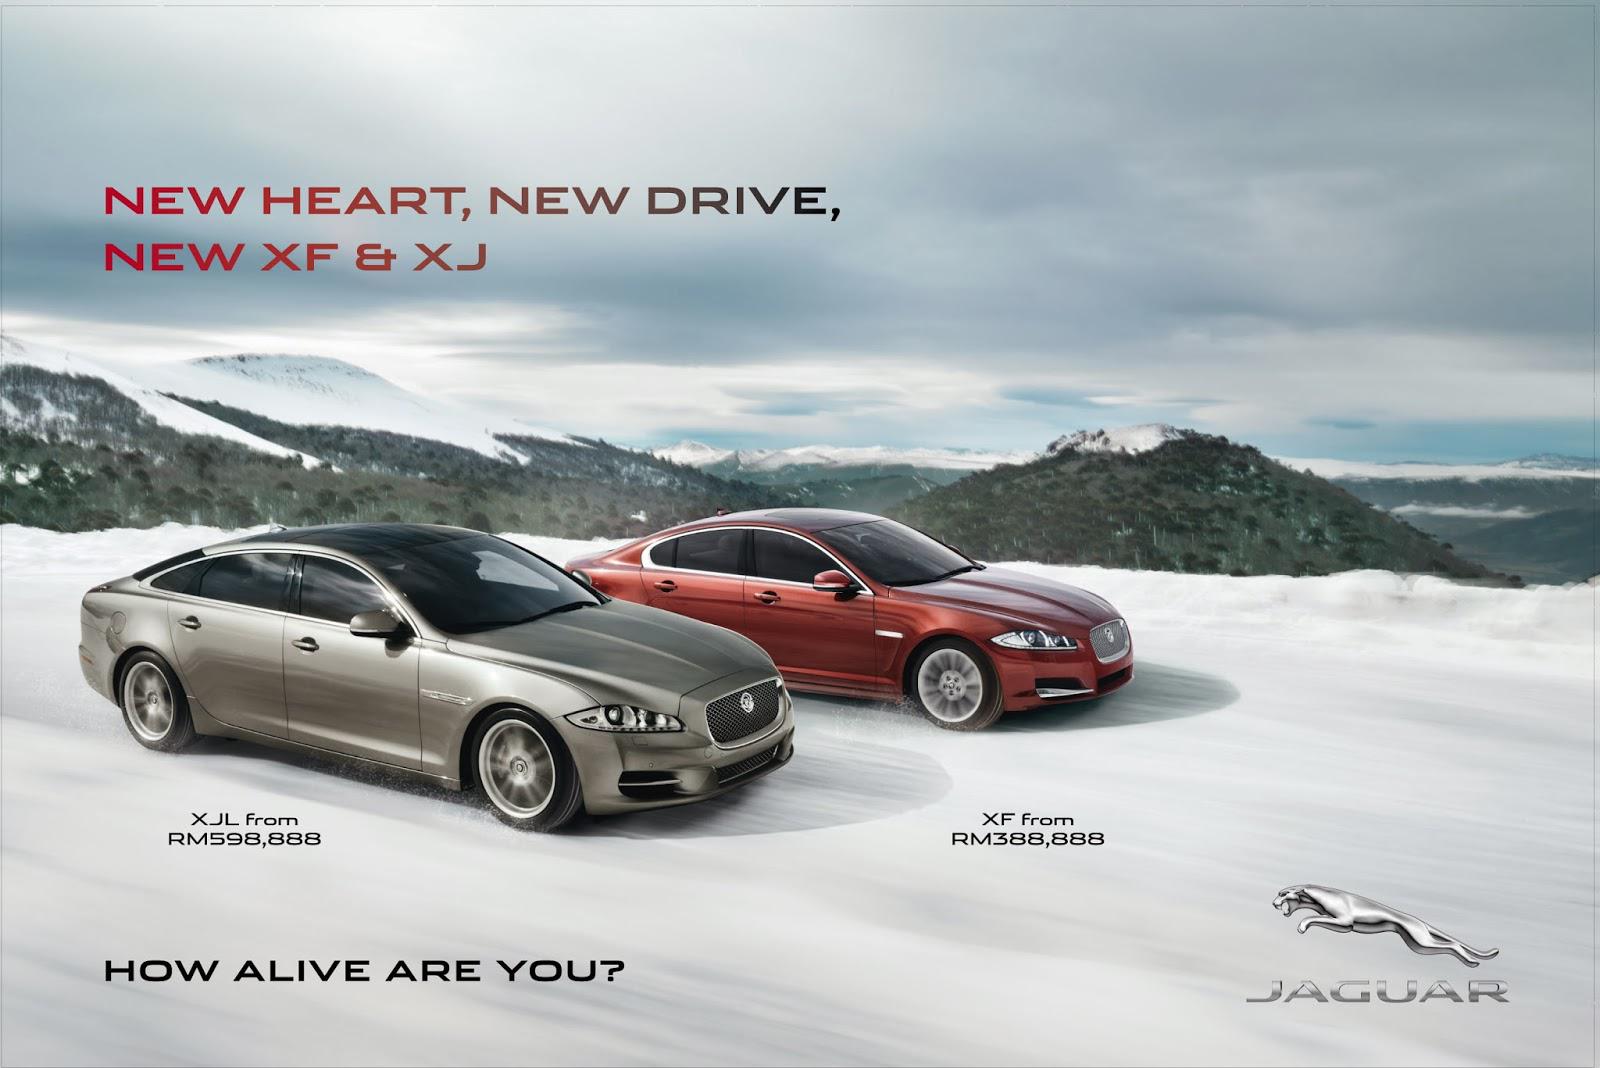 NEW HEART, NEW DRIVE,
NEW XF & XJ
XJL from
RM598,888
XF from
RM388,888
HOW ALIVE ARE YOU?
JAGUAR